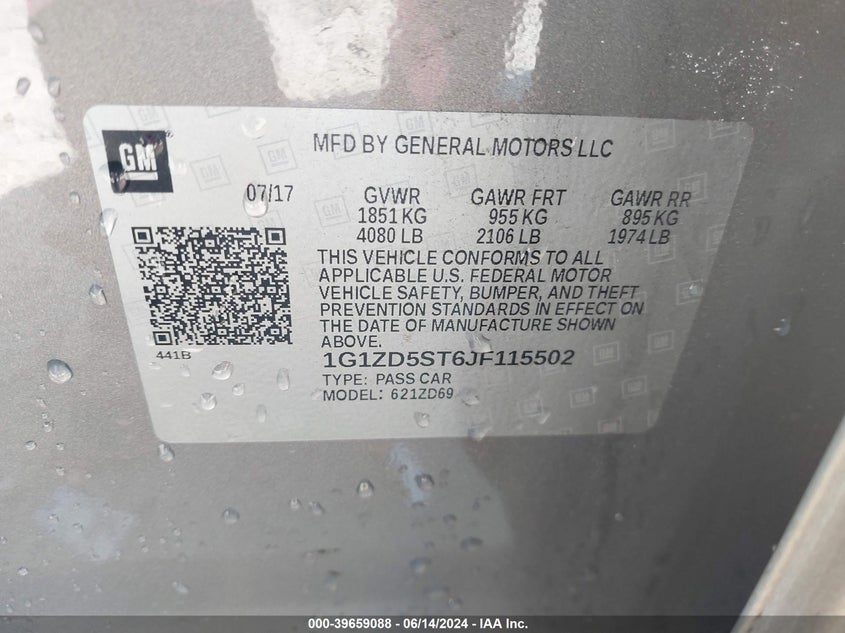 GM
MFD BY GENERAL MOTORS LLC
07/17
GVWR GAWR FRT GAWR RR
1851 KG 955 KG 895 KG
4080 LB 2106 LB 1974 LB
THIS VEHICLE CONFORMS TO ALL
APPLICABLE U.S. FEDERAL MOTOR
VEHICLE SAFETY, BUMPER, AND THEFT
PREVENTION STANDARDS IN EFFECT ON
THE DATE OF MANUFACTURE SHOWN
ABOVE.
441B
1G1ZD5ST6JF115502
TYPE: PASS CAR
MODEL: 621ZD69
000-39659088 - 06/14/2024 - IAA Inc.